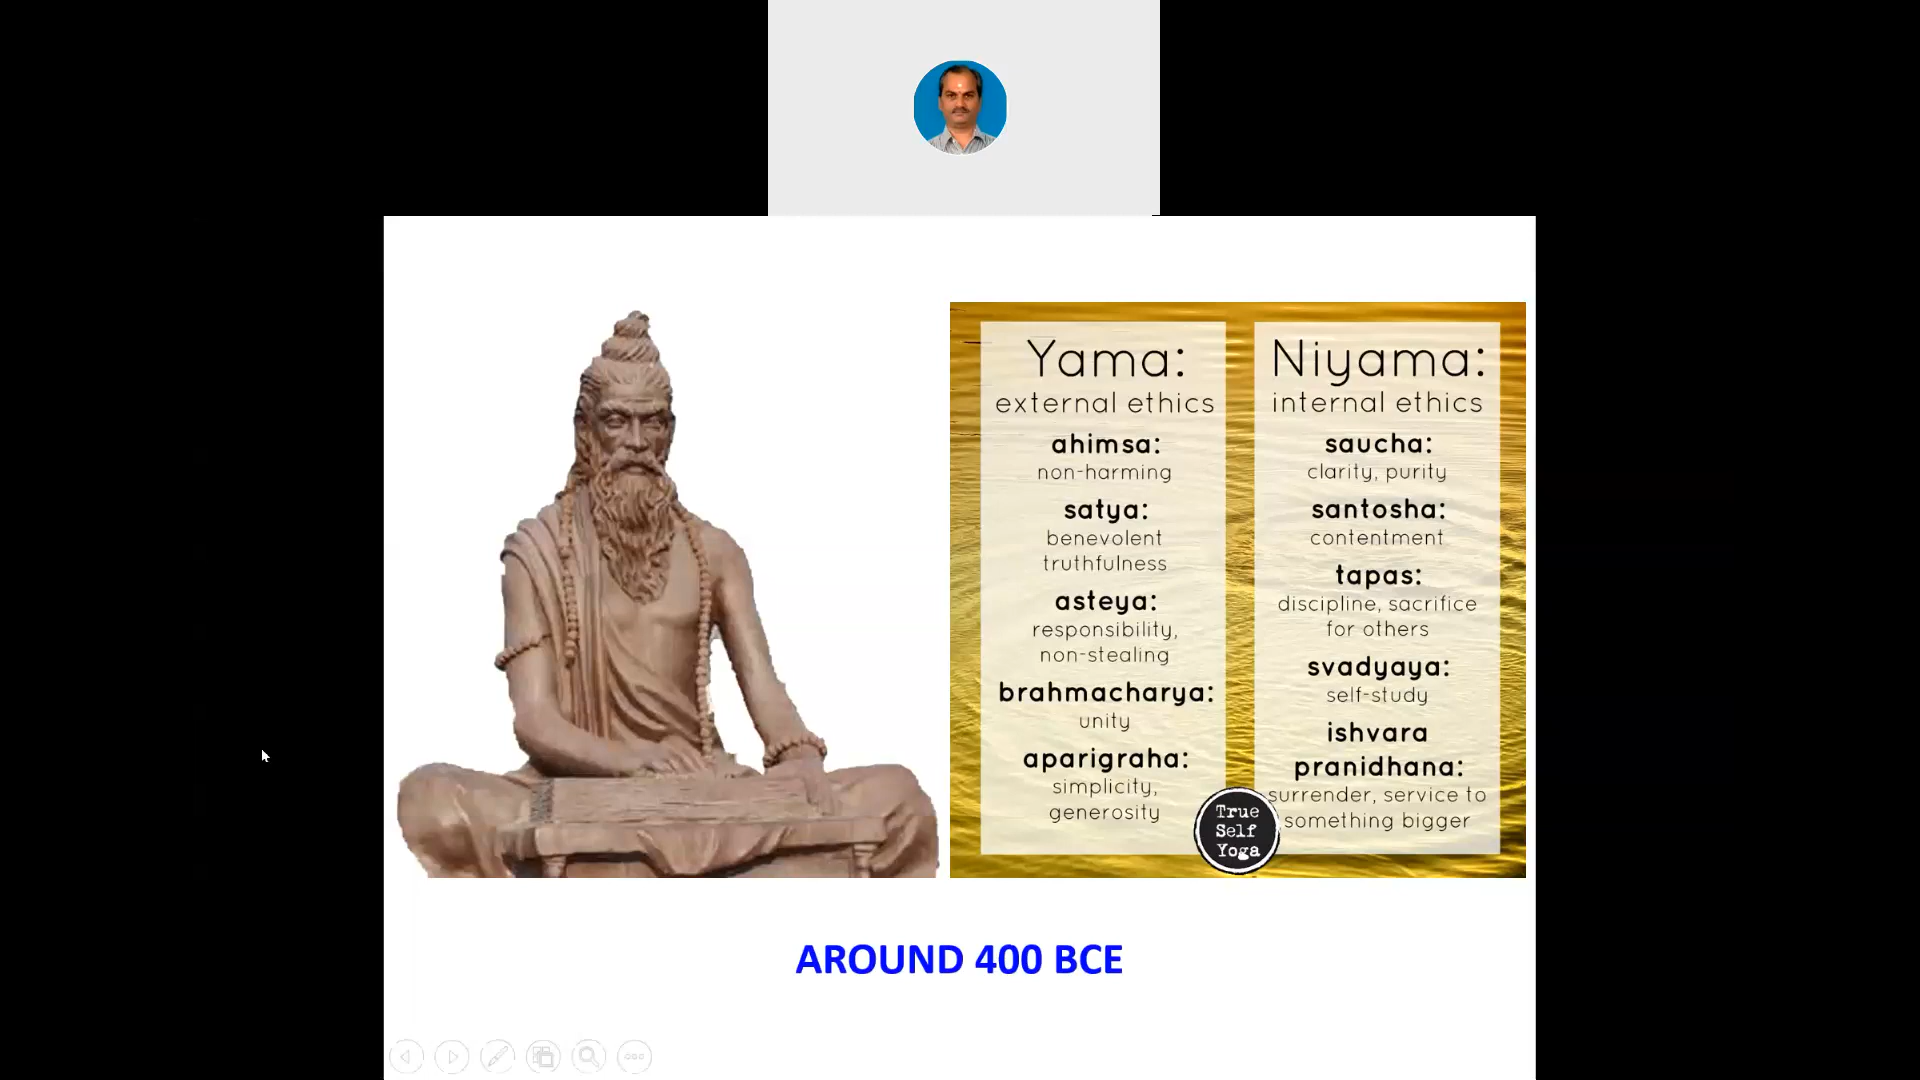 Yama:
external ethics
ahimsa:
non-harming
satya:
benevolent
truthfulness
asteya:
responsibility,
non-stealing
brahmacharya:
unity
aparigraha:
simplicity,
generosity
Niyama:
internal ethics
saucha:
clarity, purity
santosha:
contentment
tapas:
discipline, sacrifice
for others
svadyaya:
self-study
ishvara
pranidhana:
surrender, service to
something bigger
True
Self
Yoga
AROUND 400 BCE